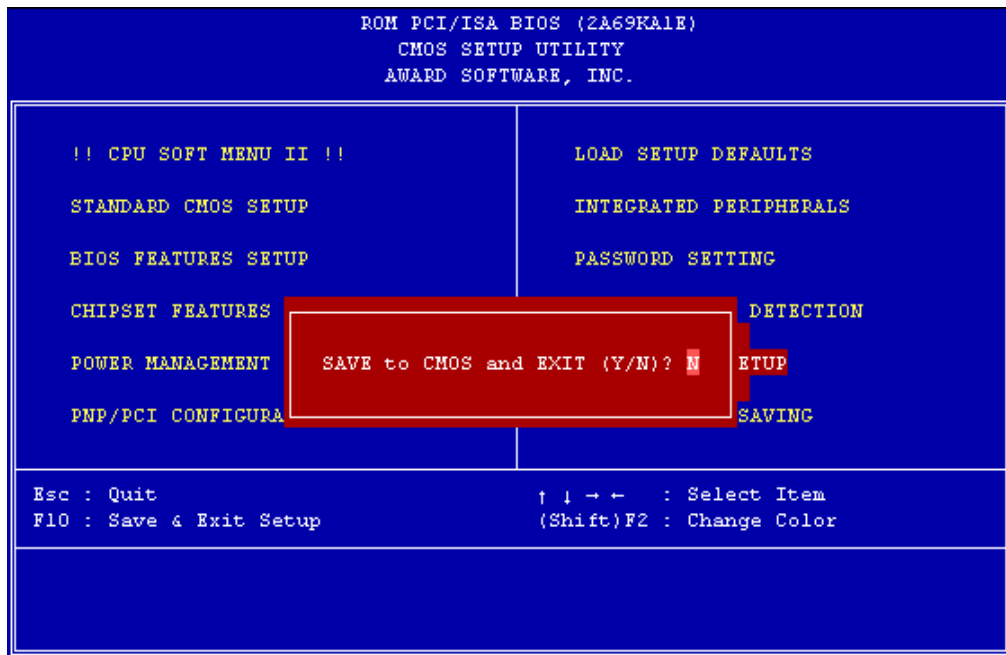 ROM PCI/ISA BIOS (2A69KA1E)
CMOS SETUP UTILITY
AWARD SOFTWARE, INC.
!! CPU SOFT MENU II !!
STANDARD CMOS SETUP
BIOS FEATURES SETUP
CHIPSET FEATURES
POWER MANAGEMENT
PNP/PCI CONFIGURA
LOAD SETUP DEFAULTS
INTEGRATED PERIPHERALS
PASSWORD SETTING
DETECTION
ETUP
SAVING
SAVE to CMOS and EXIT (Y/N)? N
Esc : Quit
F10 : Save & Exit Setup
↑ ↓ → ← : Select Item
(Shift)F2 : Change Color